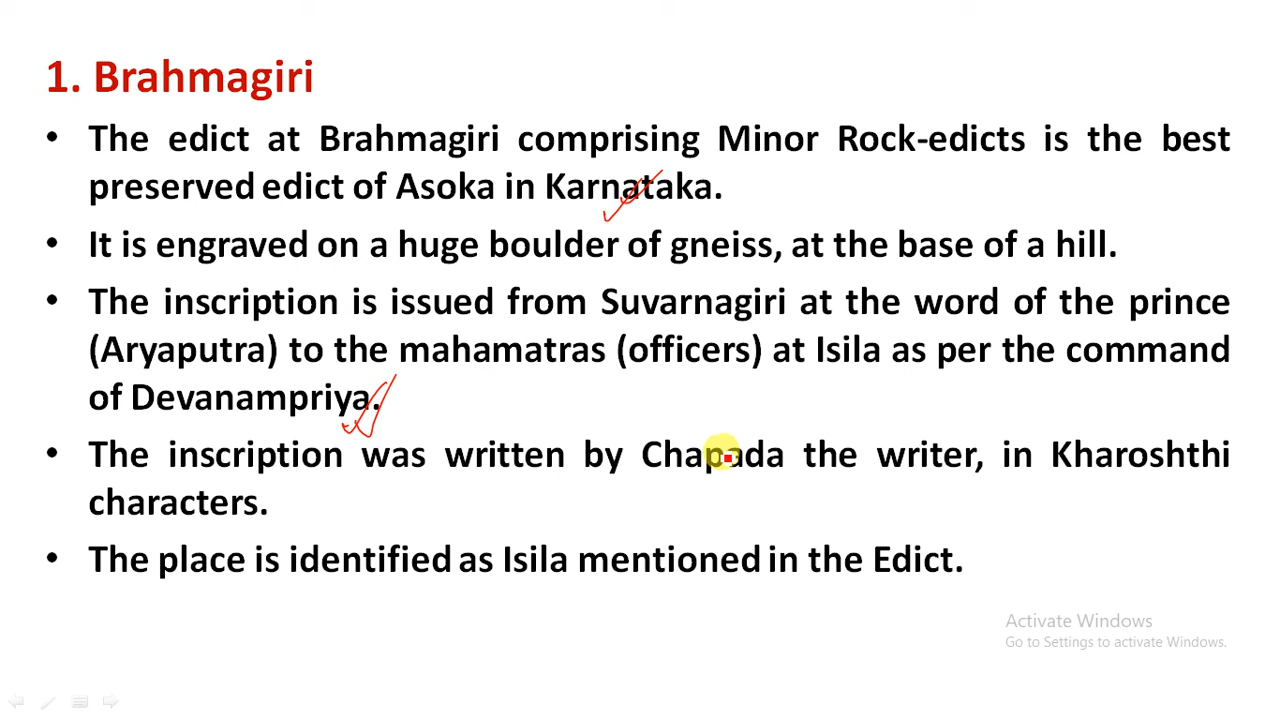 1. Brahmagiri
• The edict at Brahmagiri comprising Minor Rock-edicts is the best
preserved edict of Asoka in Karnataka.
• It is engraved on a huge boulder of gneiss, at the base of a hill.
• The inscription is issued from Suvarnagiri at the word of the prince
(Aryaputra) to the mahamatras (officers) at Isila as per the command
of Devanampriya.
• The inscription was written by Chapada the writer, in Kharoshthi
characters.
• The place is identified as Isila mentioned in the Edict.
Activate Windows
Go to Settings to activate Windows.